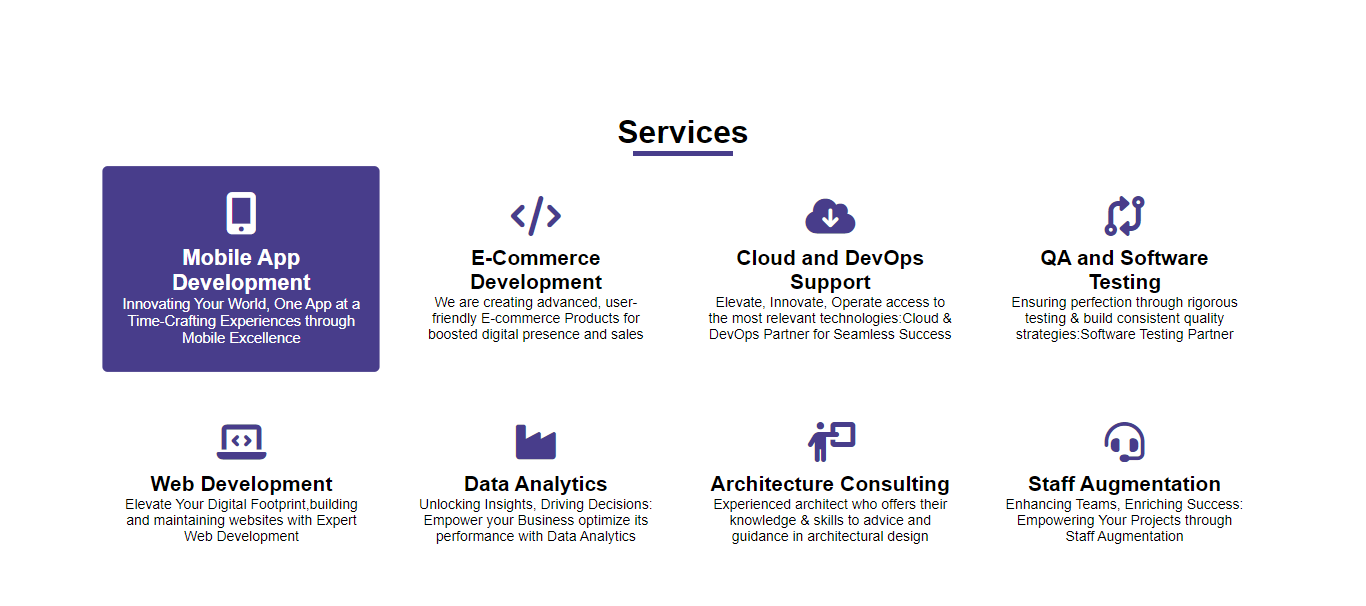 Services
Mobile App
Development
Innovating Your World, One App at a
Time-Crafting Experiences through
Mobile Excellence
E-Commerce
Development
We are creating advanced, user-
friendly E-commerce Products for
boosted digital presence and sales
Cloud and DevOps
Support
Elevate, Innovate, Operate access to
the most relevant technologies:Cloud &
DevOps Partner for Seamless Success
QA and Software
Testing
Ensuring perfection through rigorous
testing & build consistent quality
strategies:Software Testing Partner
Web Development
Elevate Your Digital Footprint,building
and maintaining websites with Expert
Web Development
Data Analytics
Unlocking Insights, Driving Decisions:
Empower your Business optimize its
performance with Data Analytics
Architecture Consulting
Experienced architect who offers their
knowledge & skills to advice and
guidance in architectural design
Staff Augmentation
Enhancing Teams, Enriching Success:
Empowering Your Projects through
Staff Augmentation